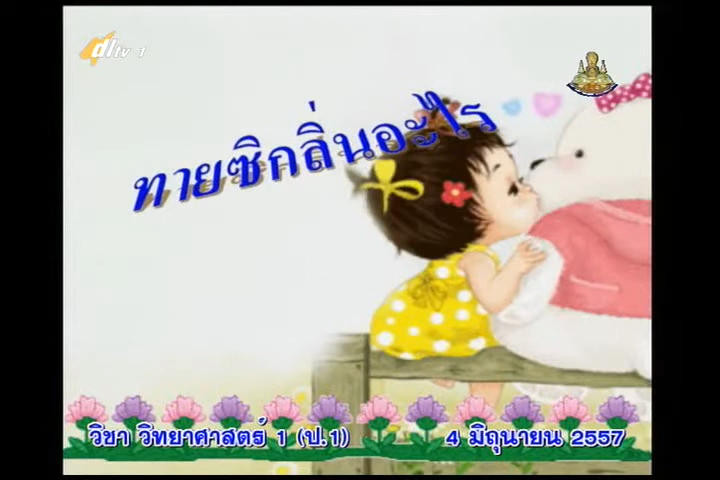 dltv 1
ทายซิกลิ่นอะไร
วิขา วิทยาศาสตร์ 1 (ป.1)
4 มิถุนายน 2557